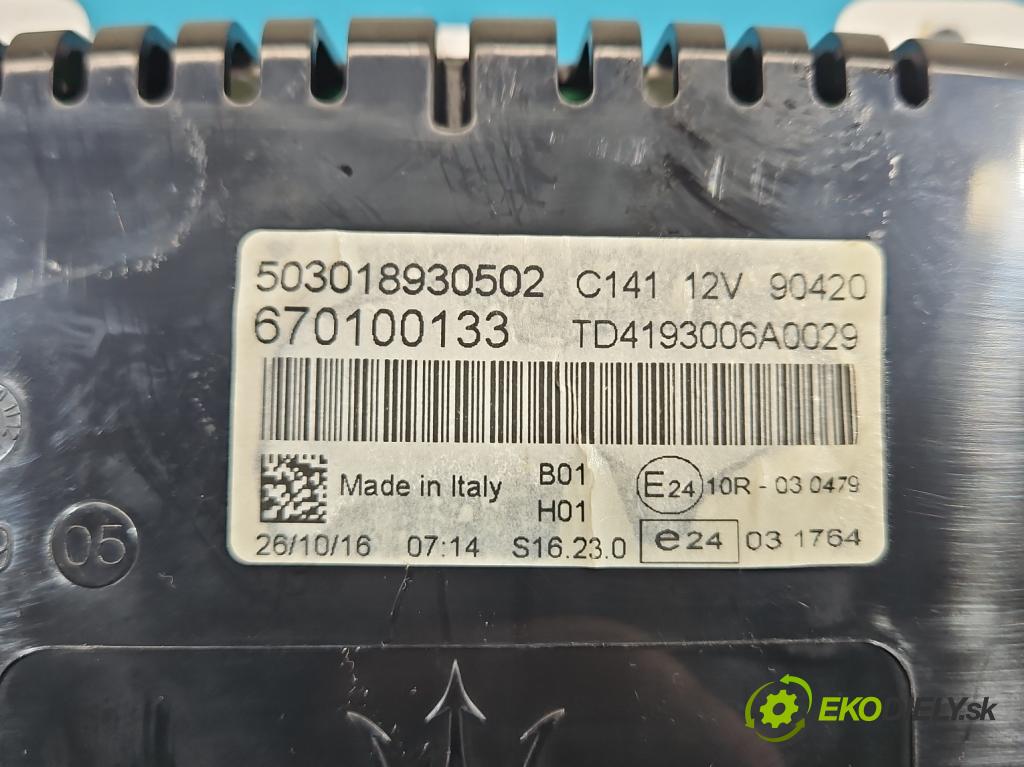 503018930502 C141 12V 90420
670100133 TD4193006A0029
Made in Italy B01 E24 10R - 03 0479
H01
26/10/16 07:14 S16.23.0 e24 03 1764
9 05
EKODIELY.sk